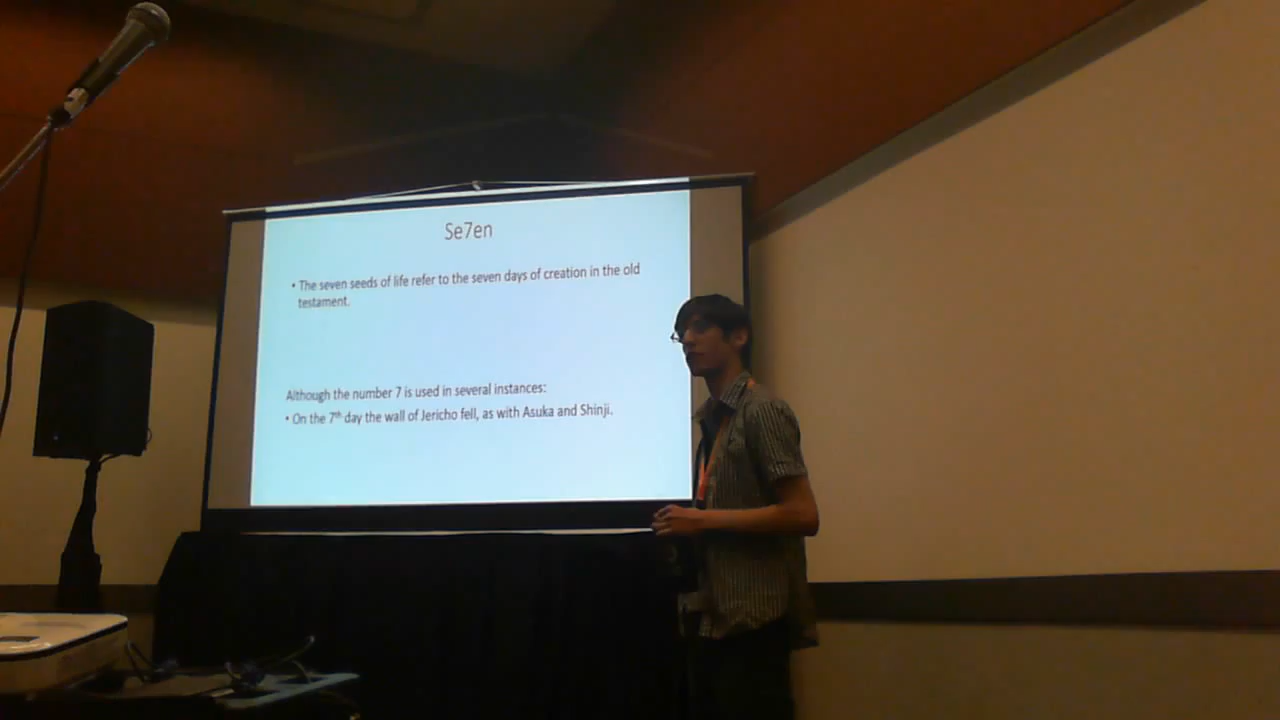 Se7en
• The seven seeds of life refer to the seven days of creation in the old
testament.
Although the number 7 is used in several instances:
• On the 7th day the wall of Jericho fell, as with Asuka and Shinji.